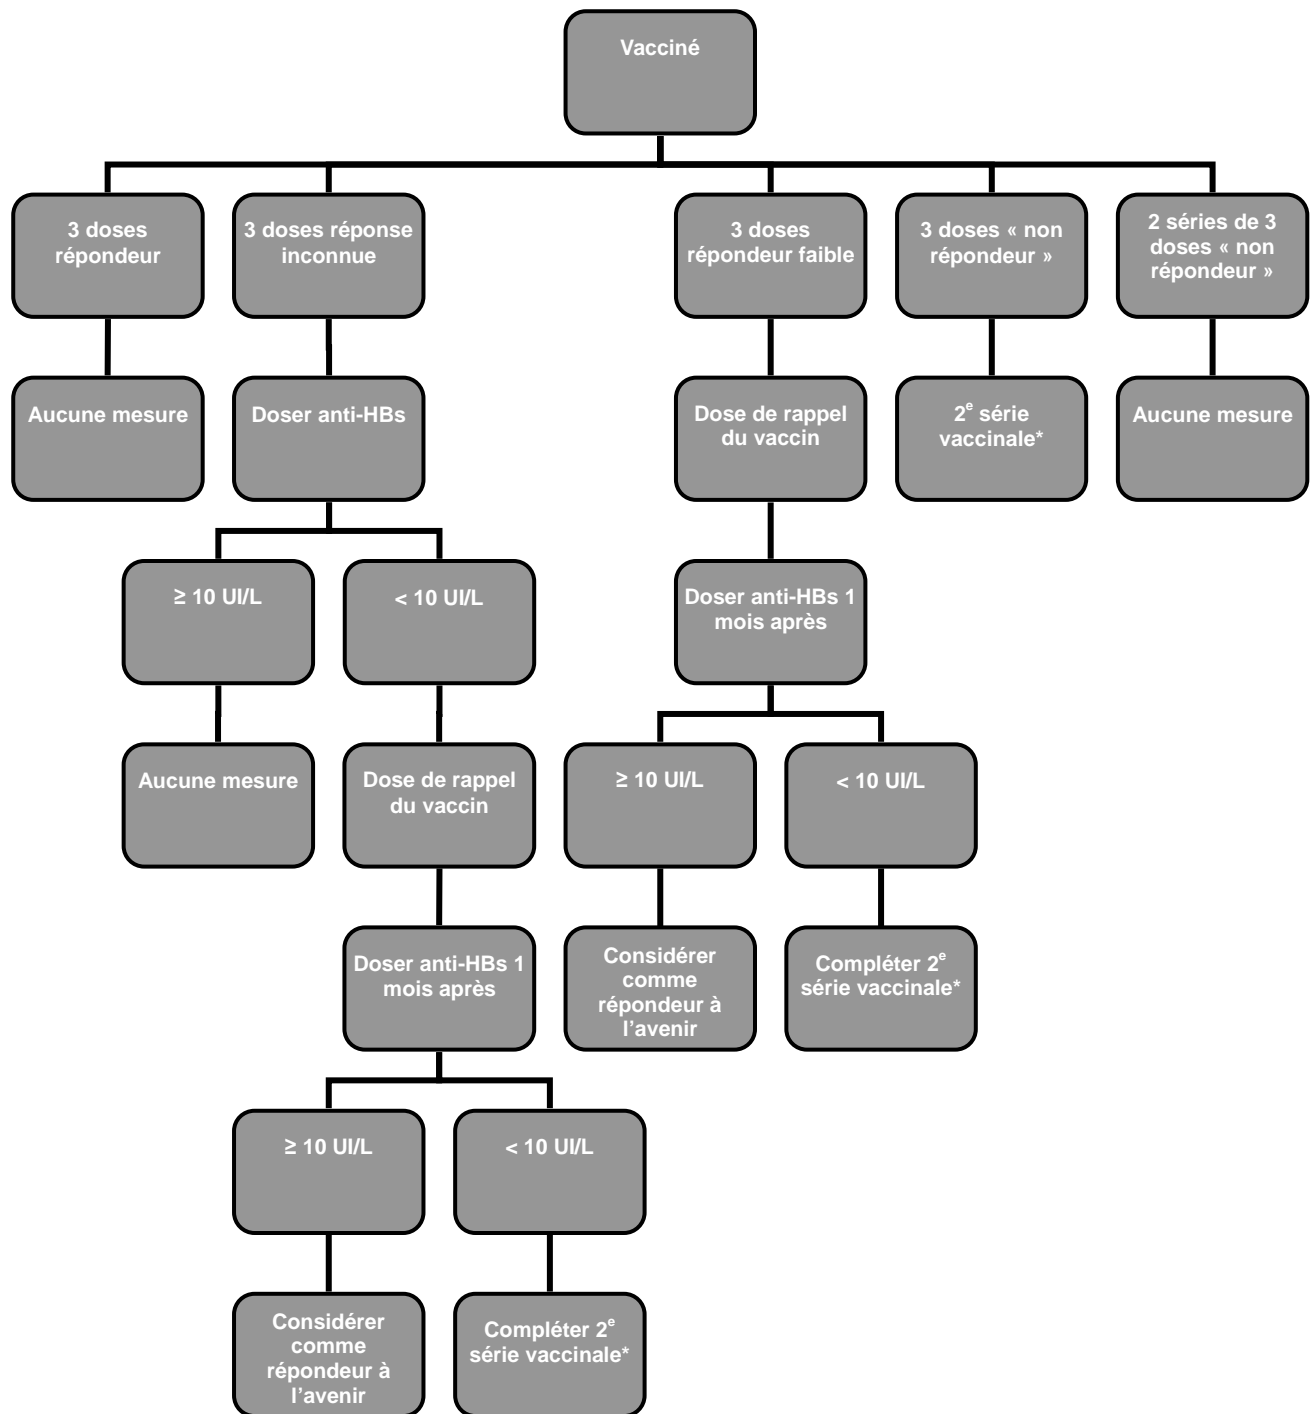 Vacciné
3 doses
répondeur
3 doses réponse
inconnue
3 doses
répondeur faible
3 doses « non
répondeur »
2 séries de 3
doses « non
répondeur »
Aucune mesure
Doser anti-HBs
Dose de rappel
du vaccin
2e série
vaccinale*
Aucune mesure
≥ 10 UI/L
< 10 UI/L
Doser anti-HBs 1
mois après
Aucune mesure
Dose de rappel
du vaccin
≥ 10 UI/L
< 10 UI/L
Doser anti-HBs 1
mois après
Considérer
comme
répondeur à
l’avenir
Compléter 2e
série vaccinale*
≥ 10 UI/L
< 10 UI/L
Considérer
comme
répondeur à
l’avenir
Compléter 2e
série vaccinale*